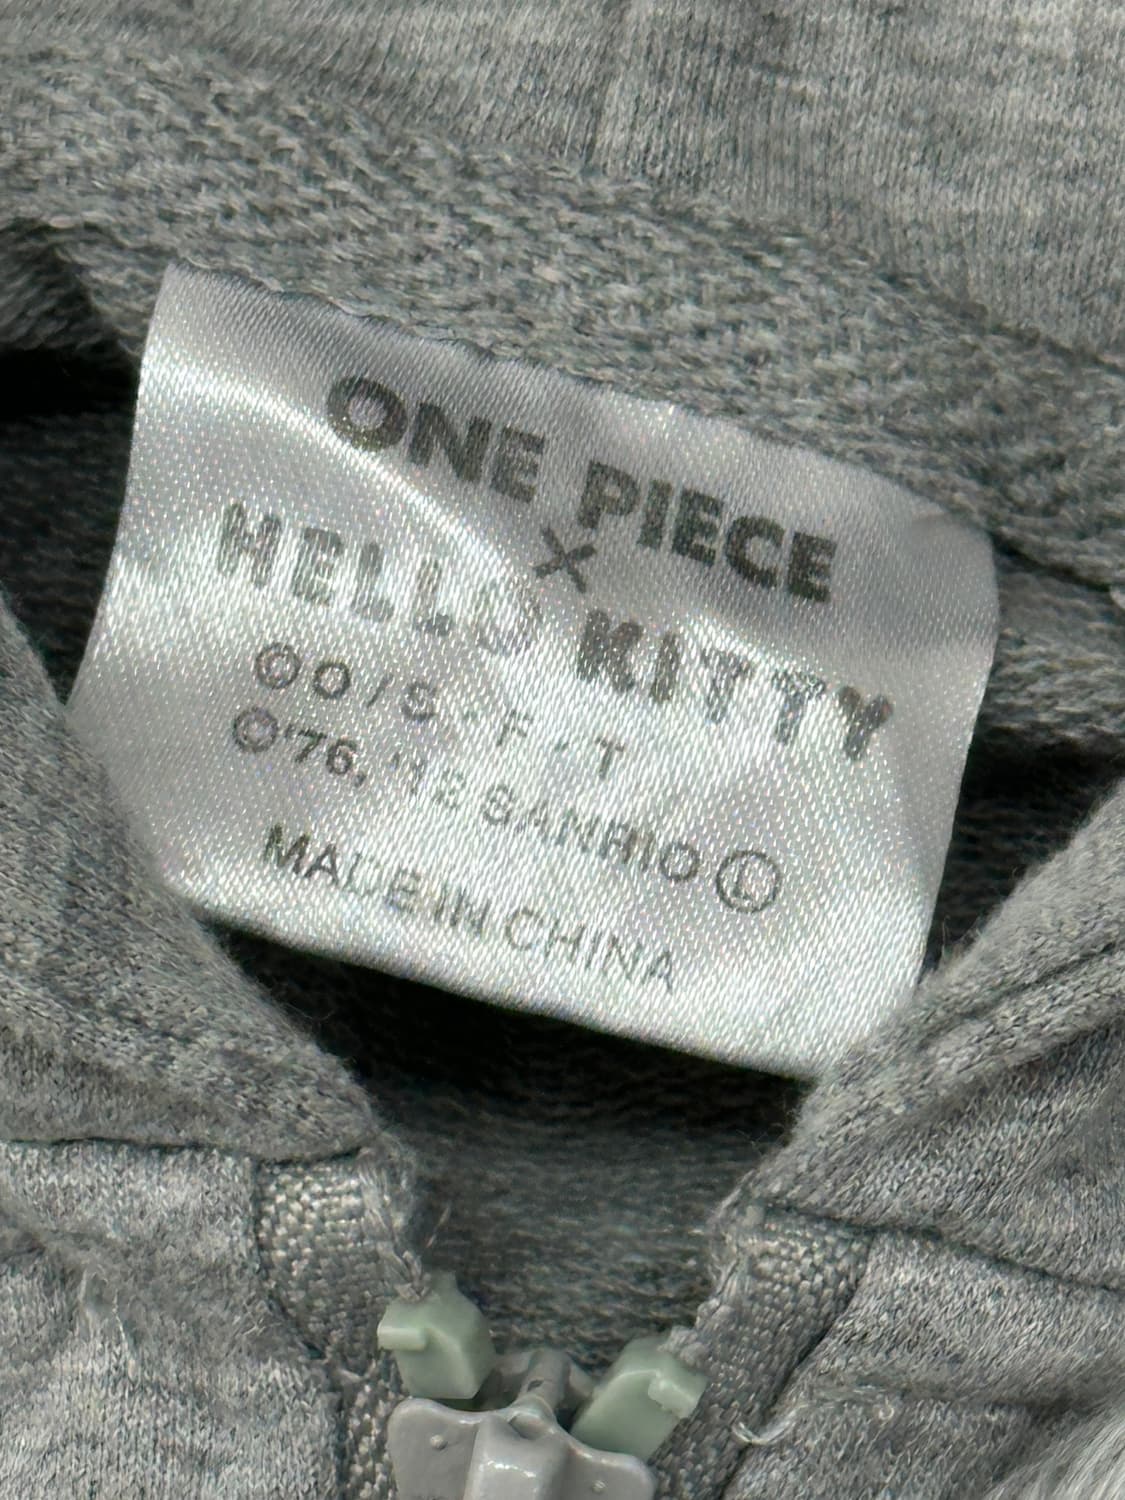 ONE PIECE
×
HELLO KITTY
©O/S・F・T
©'76, '12 SANRIO Ⓛ
MADE IN CHINA